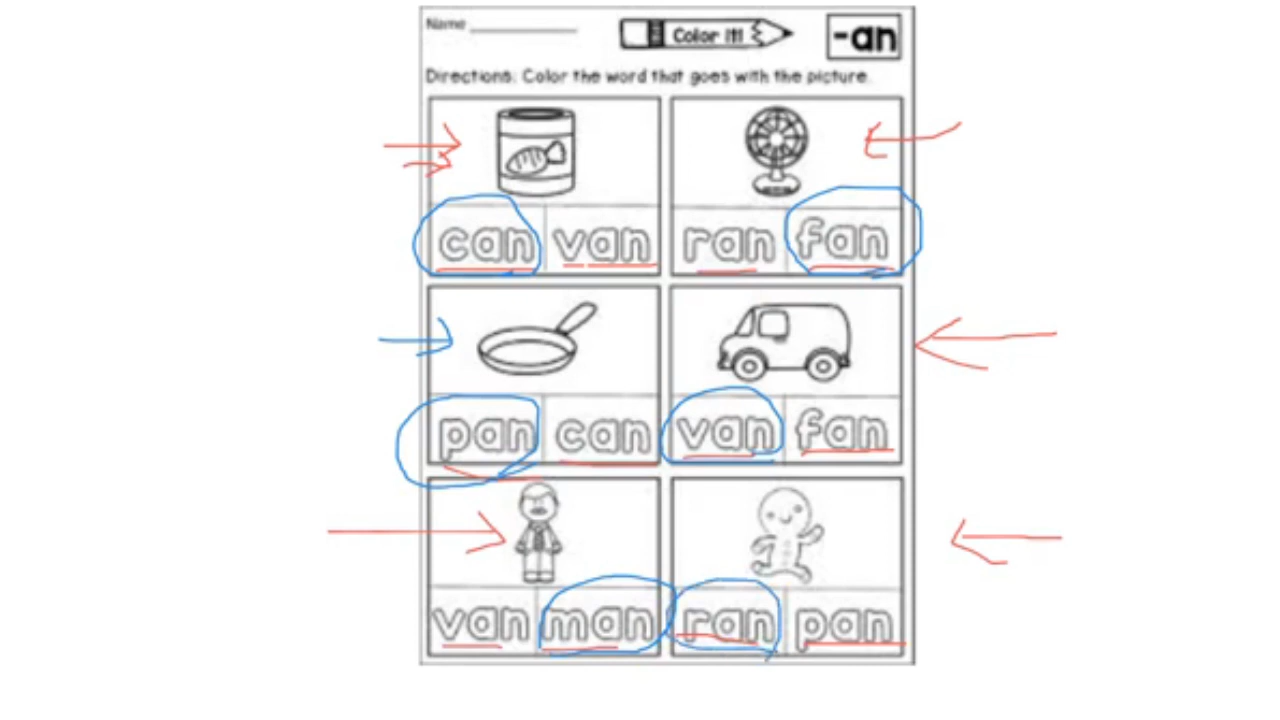 Name
Color It!
-an
Directions: Color the word that goes with the picture.
can van ran fan
pan can van fan
van man ran pan